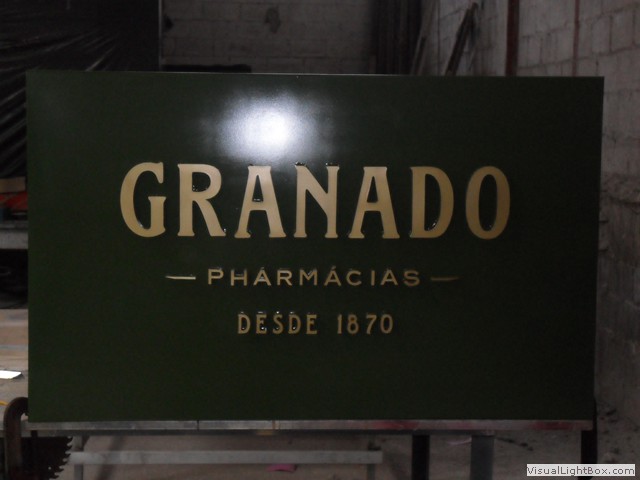 GRANADO
PHARMÁCIAS
DESDE 1870
VisualLightBox.com